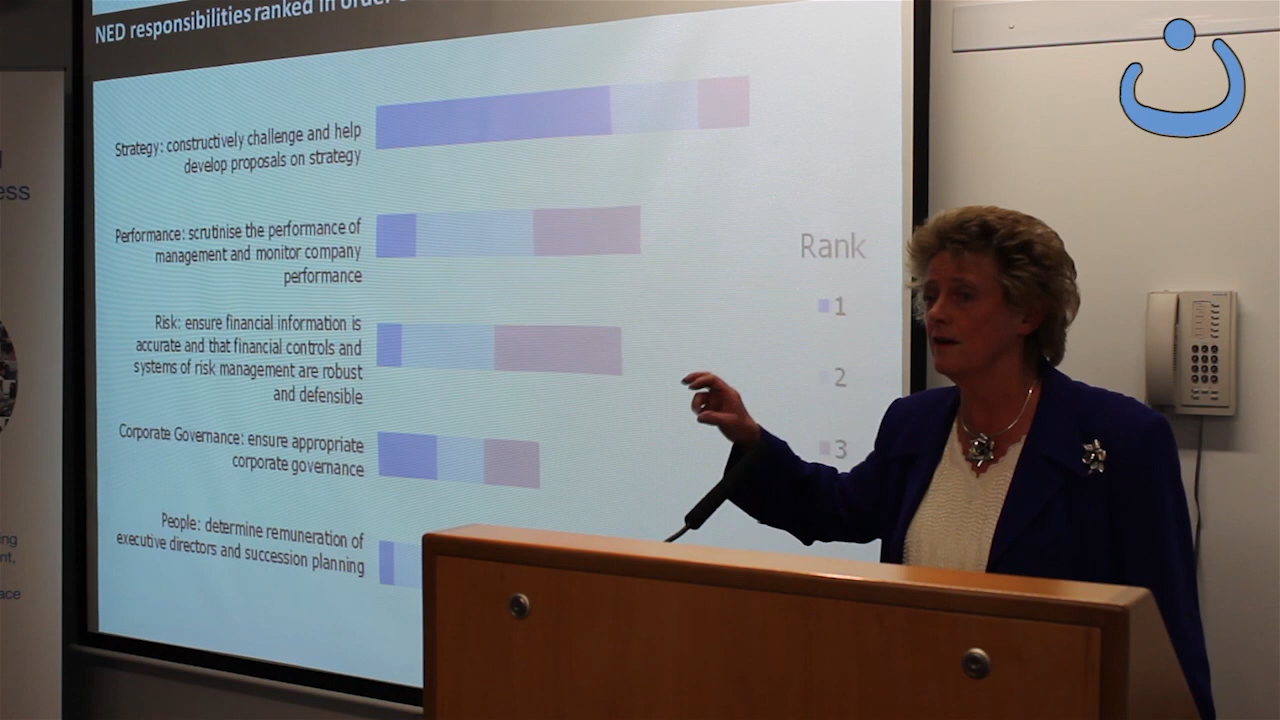 NED responsibilities ranked in order
Strategy: constructively challenge and help
develop proposals on strategy
Performance: scrutinise the performance of
management and monitor company
performance
Risk: ensure financial information is
accurate and that financial controls and
systems of risk management are robust
and defensible
Corporate Governance: ensure appropriate
corporate governance
People: determine remuneration of
executive directors and succession planning
Rank
1
2
3
ess
ing
nt,
ace